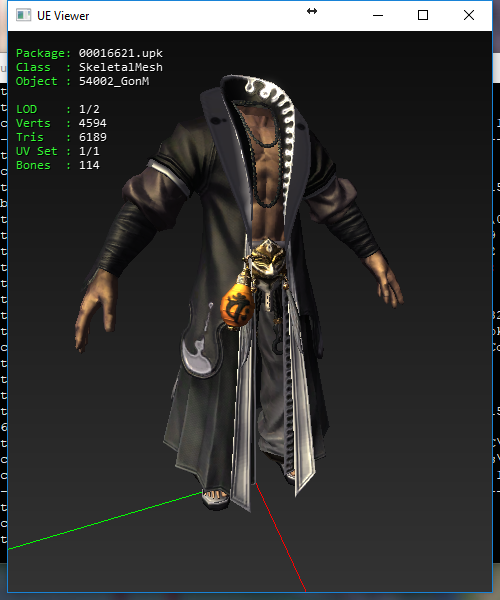 UE Viewer
Package: 00016621.upk
Class : SkeletalMesh
Object : 54002_GonM
LOD : 1/2
Verts : 4594
Tris : 6189
UV Set : 1/1
Bones : 114